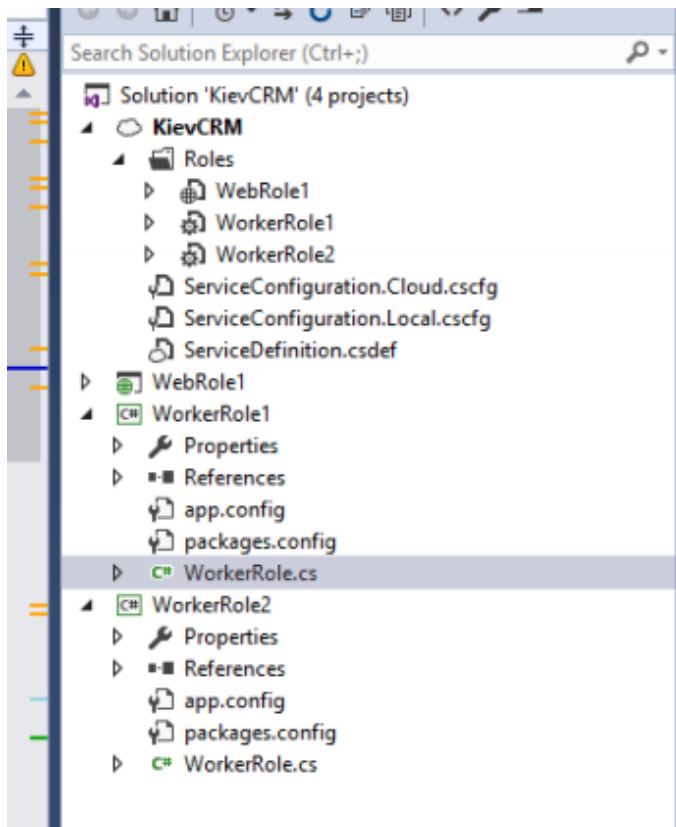 Search Solution Explorer (Ctrl+;)
Solution 'KievCRM' (4 projects)
KievCRM
Roles
WebRole1
WorkerRole1
WorkerRole2
ServiceConfiguration.Cloud.cscfg
ServiceConfiguration.Local.cscfg
ServiceDefinition.csdef
WebRole1
C# WorkerRole1
Properties
References
app.config
packages.config
C# WorkerRole.cs
C# WorkerRole2
Properties
References
app.config
packages.config
C# WorkerRole.cs